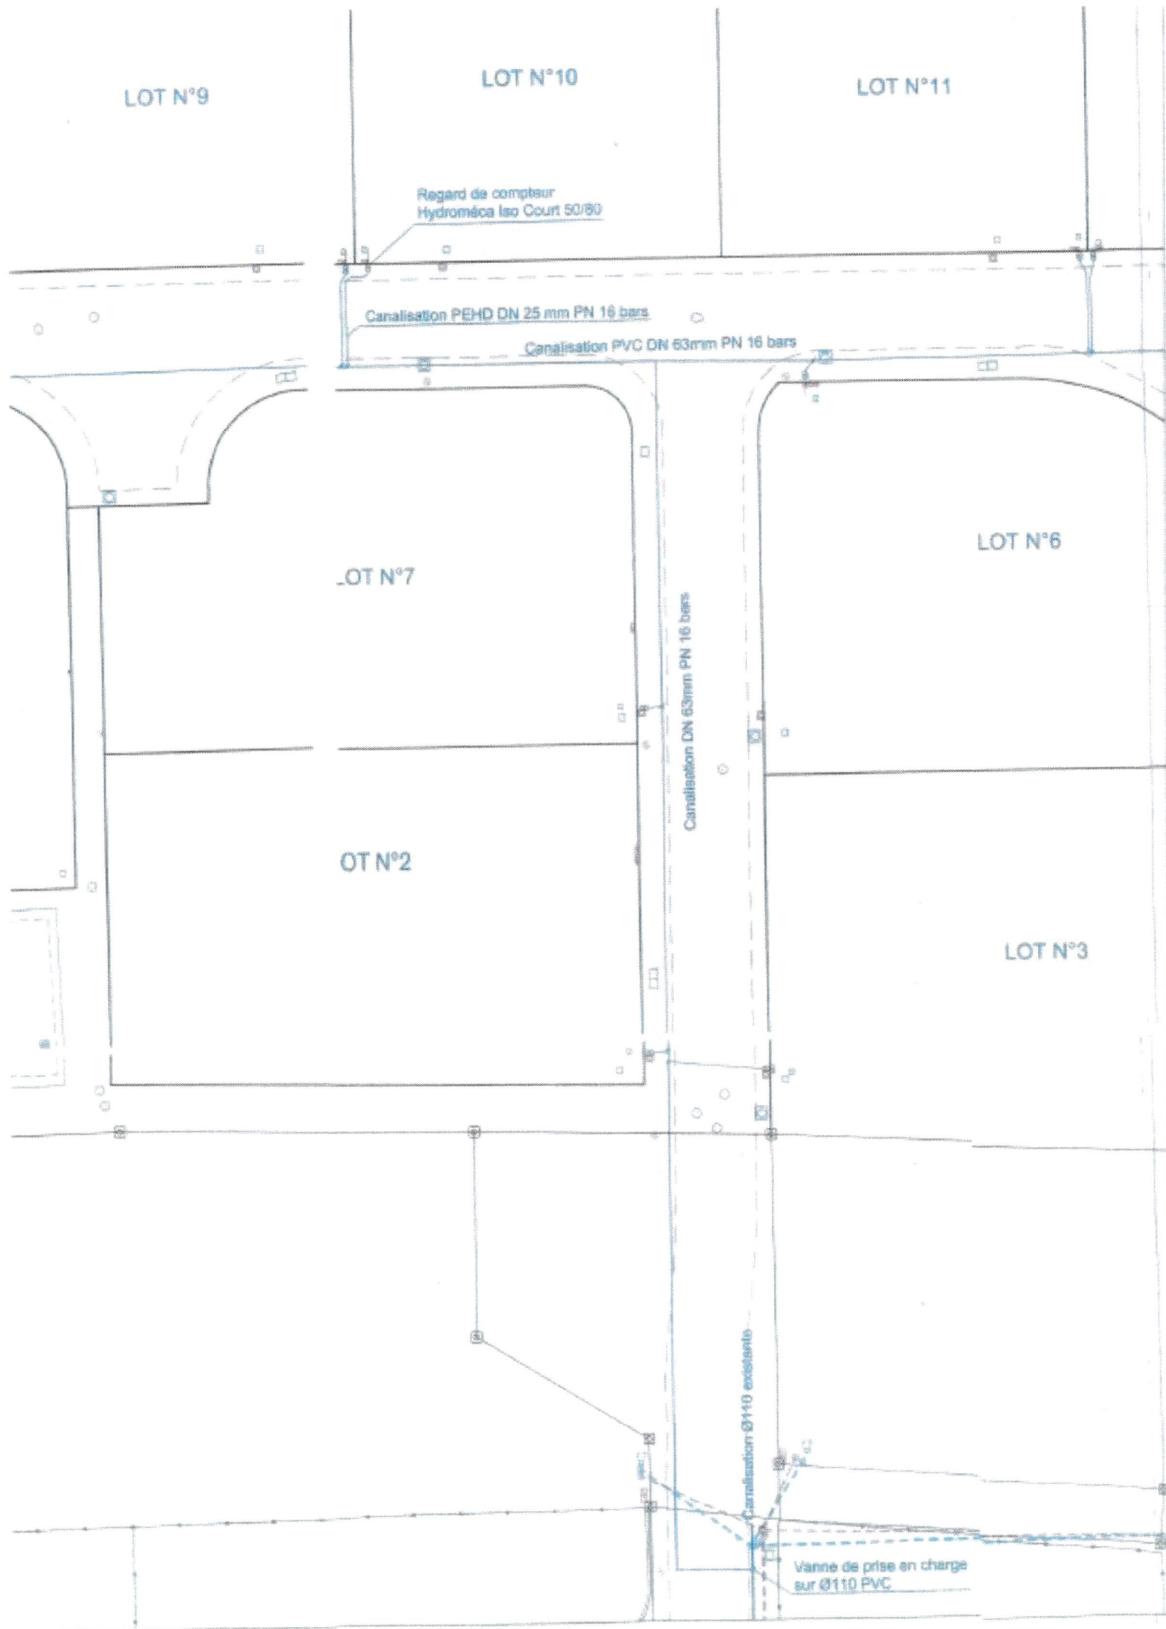 LOT N°9
LOT N°10
LOT N°11
Regard de compteur
Hydroméca Iso Court 50/80
Canalisation PEHD DN 25 mm PN 16 bars
Canalisation PVC DN 63mm PN 16 bars
LOT N°6
OT N°7
Canalisation DN 63mm PN 16 bars
OT N°2
LOT N°3
Canalisation Ø110 existante
Vanne de prise en charge
sur Ø110 PVC